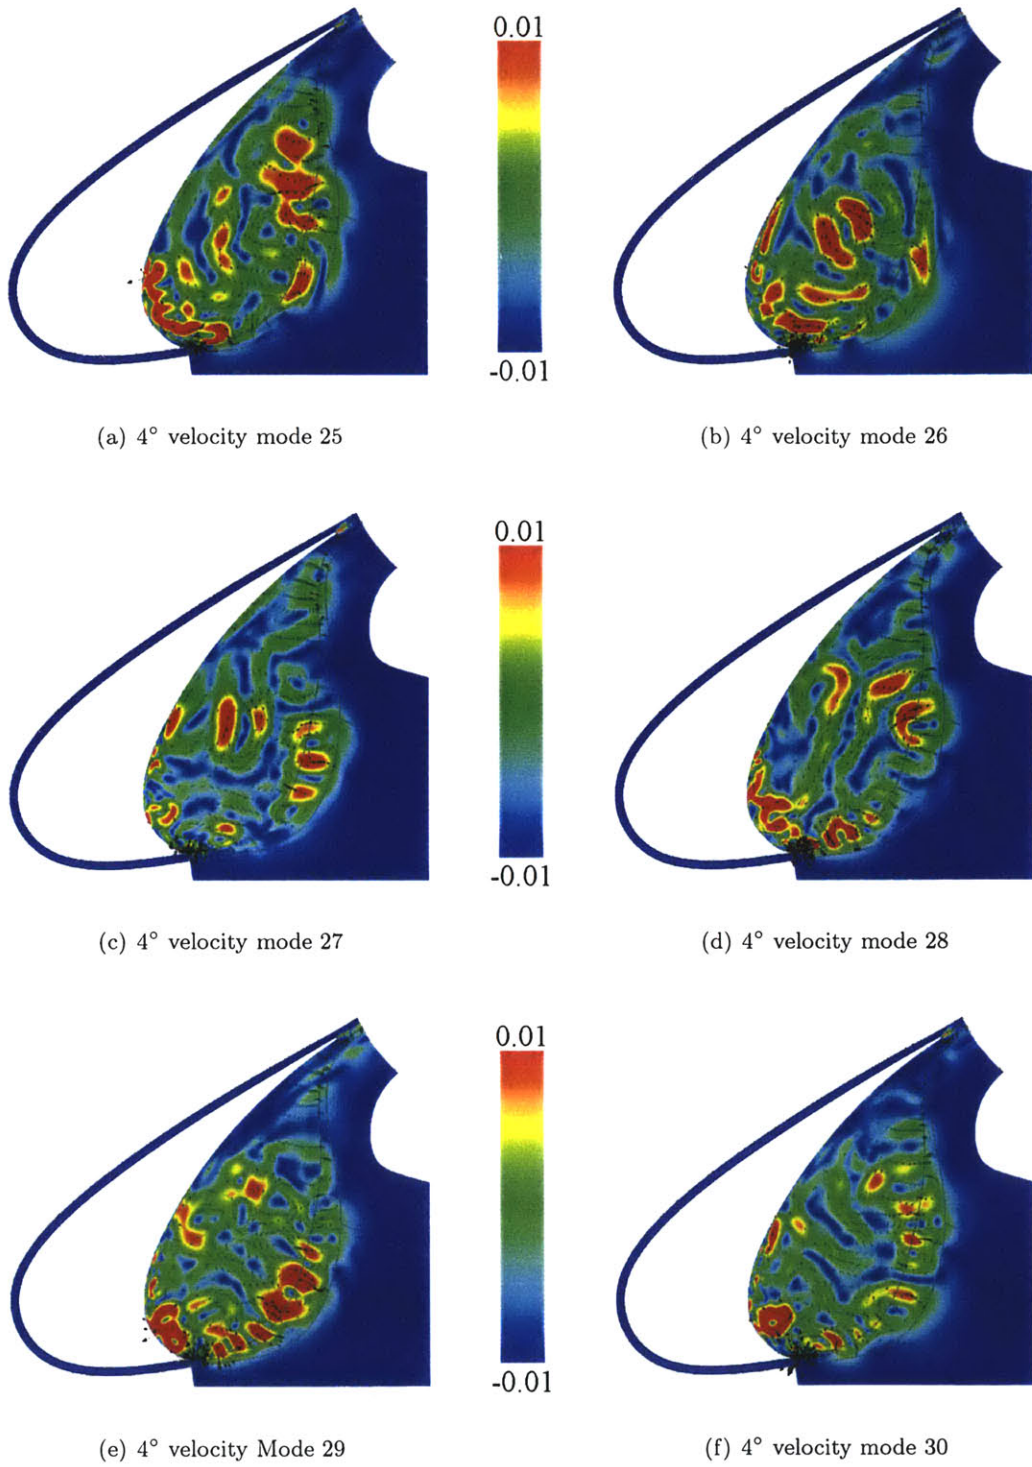 0.01
-0.01
(a) 4° velocity mode 25
(b) 4° velocity mode 26
0.01
-0.01
(c) 4° velocity mode 27
(d) 4° velocity mode 28
0.01
-0.01
(e) 4° velocity Mode 29
(f) 4° velocity mode 30